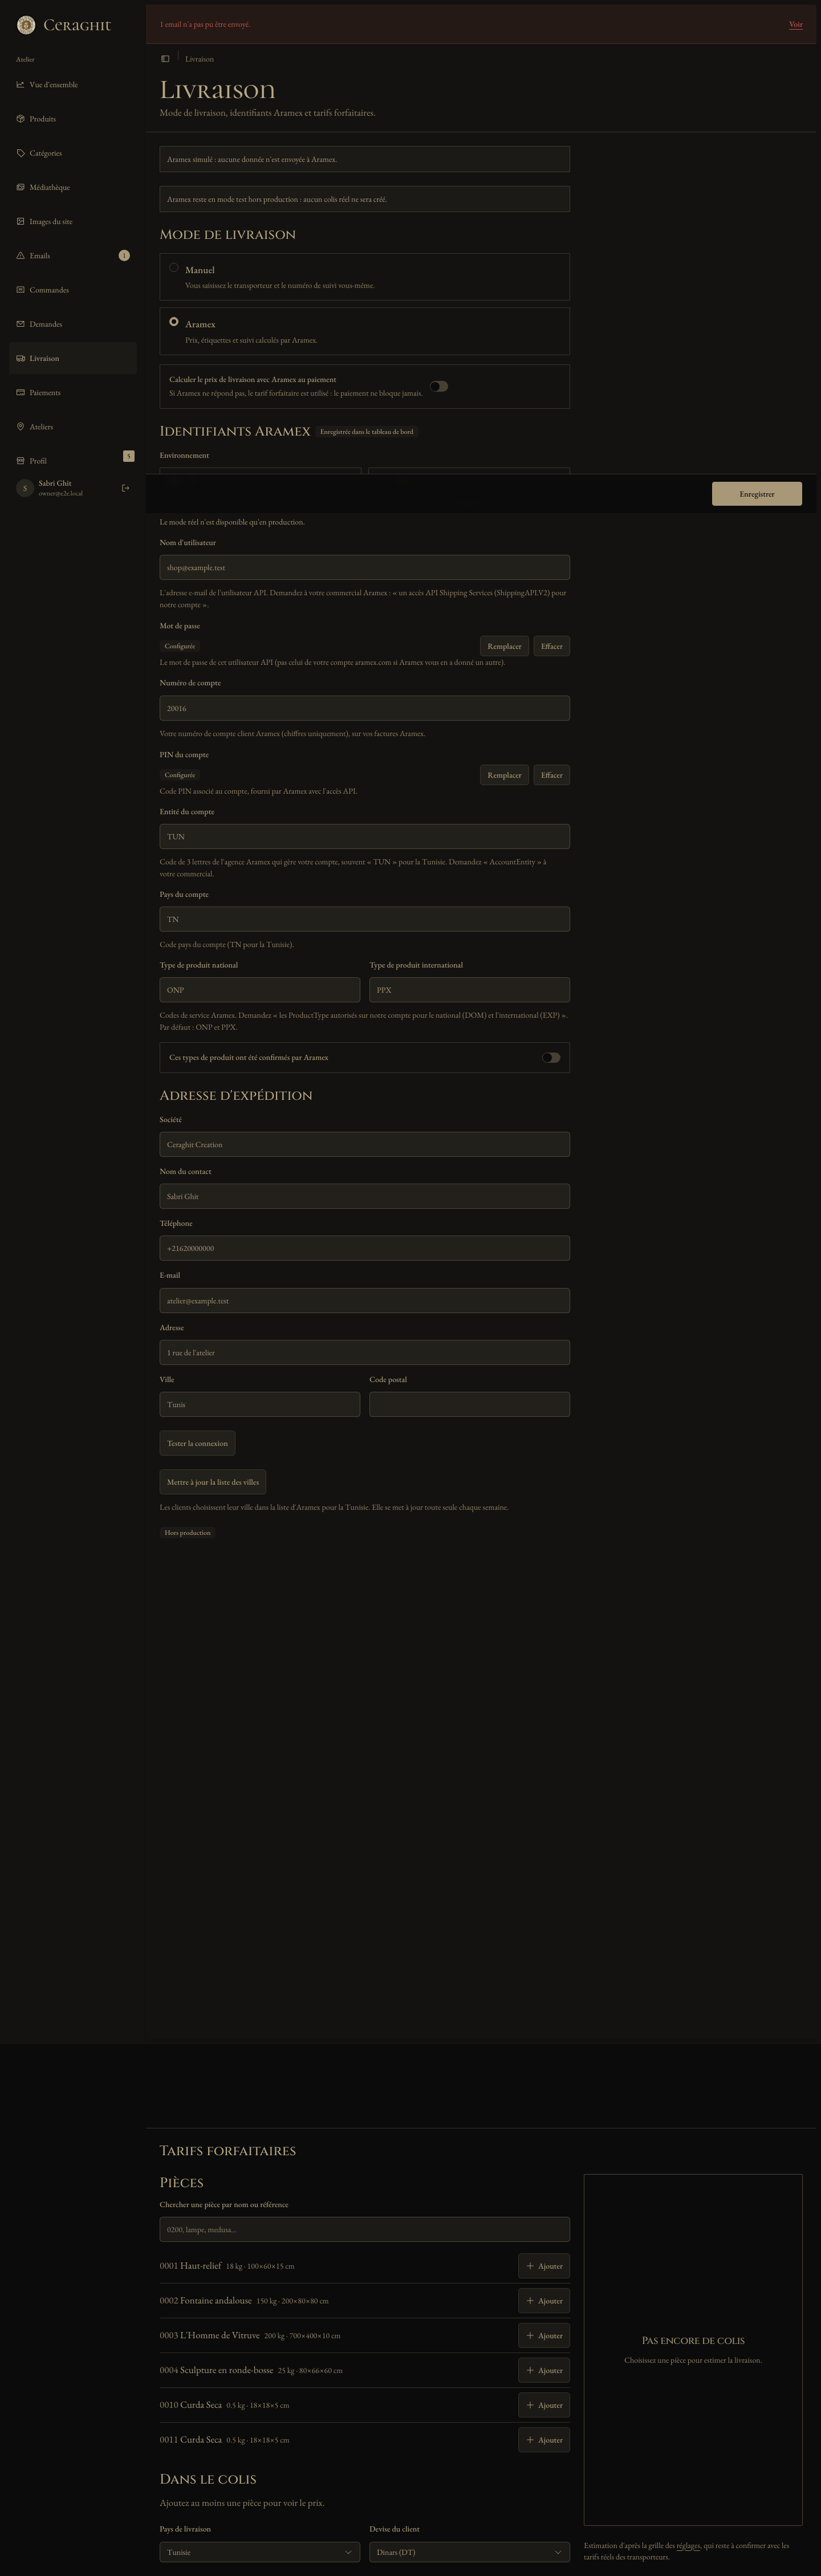 Ceraghit
Atelier
Vue d'ensemble
Produits
Catégories
Médiathèque
Images du site
Emails
1
Commandes
Demandes
Livraison
Paiements
Ateliers
Profil
5
S
Sabri Ghit
owner@c2c.local
1 email n'a pas pu être envoyé.
Voir
Livraison
Livraison
Mode de livraison, identifiants Aramex et tarifs forfaitaires.
Aramex simulé : aucune donnée n'est envoyée à Aramex.
Aramex reste en mode test hors production : aucun colis réel ne sera créé.
Mode de livraison
Manuel
Vous saisissez le transporteur et le numéro de suivi vous-même.
Aramex
Prix, étiquettes et suivi calculés par Aramex.
Calculer le prix de livraison avec Aramex au paiement
Si Aramex ne répond pas, le tarif forfaitaire est utilisé : le paiement ne bloque jamais.
Identifiants Aramex
Enregistrée dans le tableau de bord
Environnement
Enregistrer
Le mode réel n'est disponible qu'en production.
Nom d'utilisateur
shop@example.test
L'adresse e-mail de l'utilisateur API. Demandez à votre commercial Aramex : « un accès API Shipping Services (ShippingAPI.V2) pour
notre compte ».
Mot de passe
Configurée
Remplacer
Effacer
Le mot de passe de cet utilisateur API (pas celui de votre compte aramex.com si Aramex vous en a donné un autre).
Numéro de compte
20016
Votre numéro de compte client Aramex (chiffres uniquement), sur vos factures Aramex.
PIN du compte
Configurée
Remplacer
Effacer
Code PIN associé au compte, fourni par Aramex avec l'accès API.
Entité du compte
TUN
Code de 3 lettres de l'agence Aramex qui gère votre compte, souvent « TUN » pour la Tunisie. Demandez « AccountEntity » à
votre commercial.
Pays du compte
TN
Code pays du compte (TN pour la Tunisie).
Type de produit national
Type de produit international
ONP
PPX
Codes de service Aramex. Demandez « les ProductType autorisés sur notre compte pour le national (DOM) et l'international (EXP) ».
Par défaut : ONP et PPX.
Ces types de produit ont été confirmés par Aramex
Adresse d'expédition
Société
Ceraghit Creation
Nom du contact
Sabri Ghit
Téléphone
+21620000000
E-mail
atelier@example.test
Adresse
1 rue de l'atelier
Ville
Code postal
Tunis
Tester la connexion
Mettre à jour la liste des villes
Les clients choisissent leur ville dans la liste d'Aramex pour la Tunisie. Elle se met à jour toute seule chaque semaine.
Hors production
Tarifs forfaitaires
Pièces
Chercher une pièce par nom ou référence
0200, lampe, medusa…
0001 Haut-relief 18 kg · 100×60×15 cm
Ajouter
0002 Fontaine andalouse 150 kg · 200×80×80 cm
Ajouter
0003 L'Homme de Vitruve 200 kg · 700×400×10 cm
Ajouter
0004 Sculpture en ronde-bosse 25 kg · 80×66×60 cm
Ajouter
0010 Curda Seca 0.5 kg · 18×18×5 cm
Ajouter
0011 Curda Seca 0.5 kg · 18×18×5 cm
Ajouter
Dans le colis
Ajoutez au moins une pièce pour voir le prix.
Pays de livraison
Devise du client
Tunisie
Dinars (DT)
Pas encore de colis
Choisissez une pièce pour estimer la livraison.
Estimation d'après la grille des réglages, qui reste à confirmer avec les
tarifs réels des transporteurs.